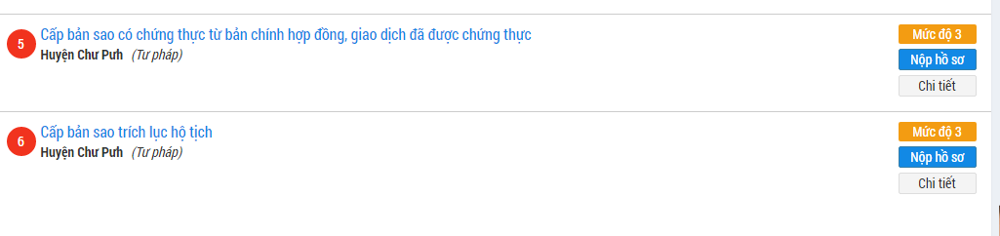 5
Cấp bản sao có chứng thực từ bản chính hợp đồng, giao dịch đã được chứng thực
Huyện Chư Pưh (Tư pháp)
Mức độ 3
Nộp hồ sơ
Chi tiết
6
Cấp bản sao trích lục hộ tịch
Huyện Chư Pưh (Tư pháp)
Mức độ 3
Nộp hồ sơ
Chi tiết